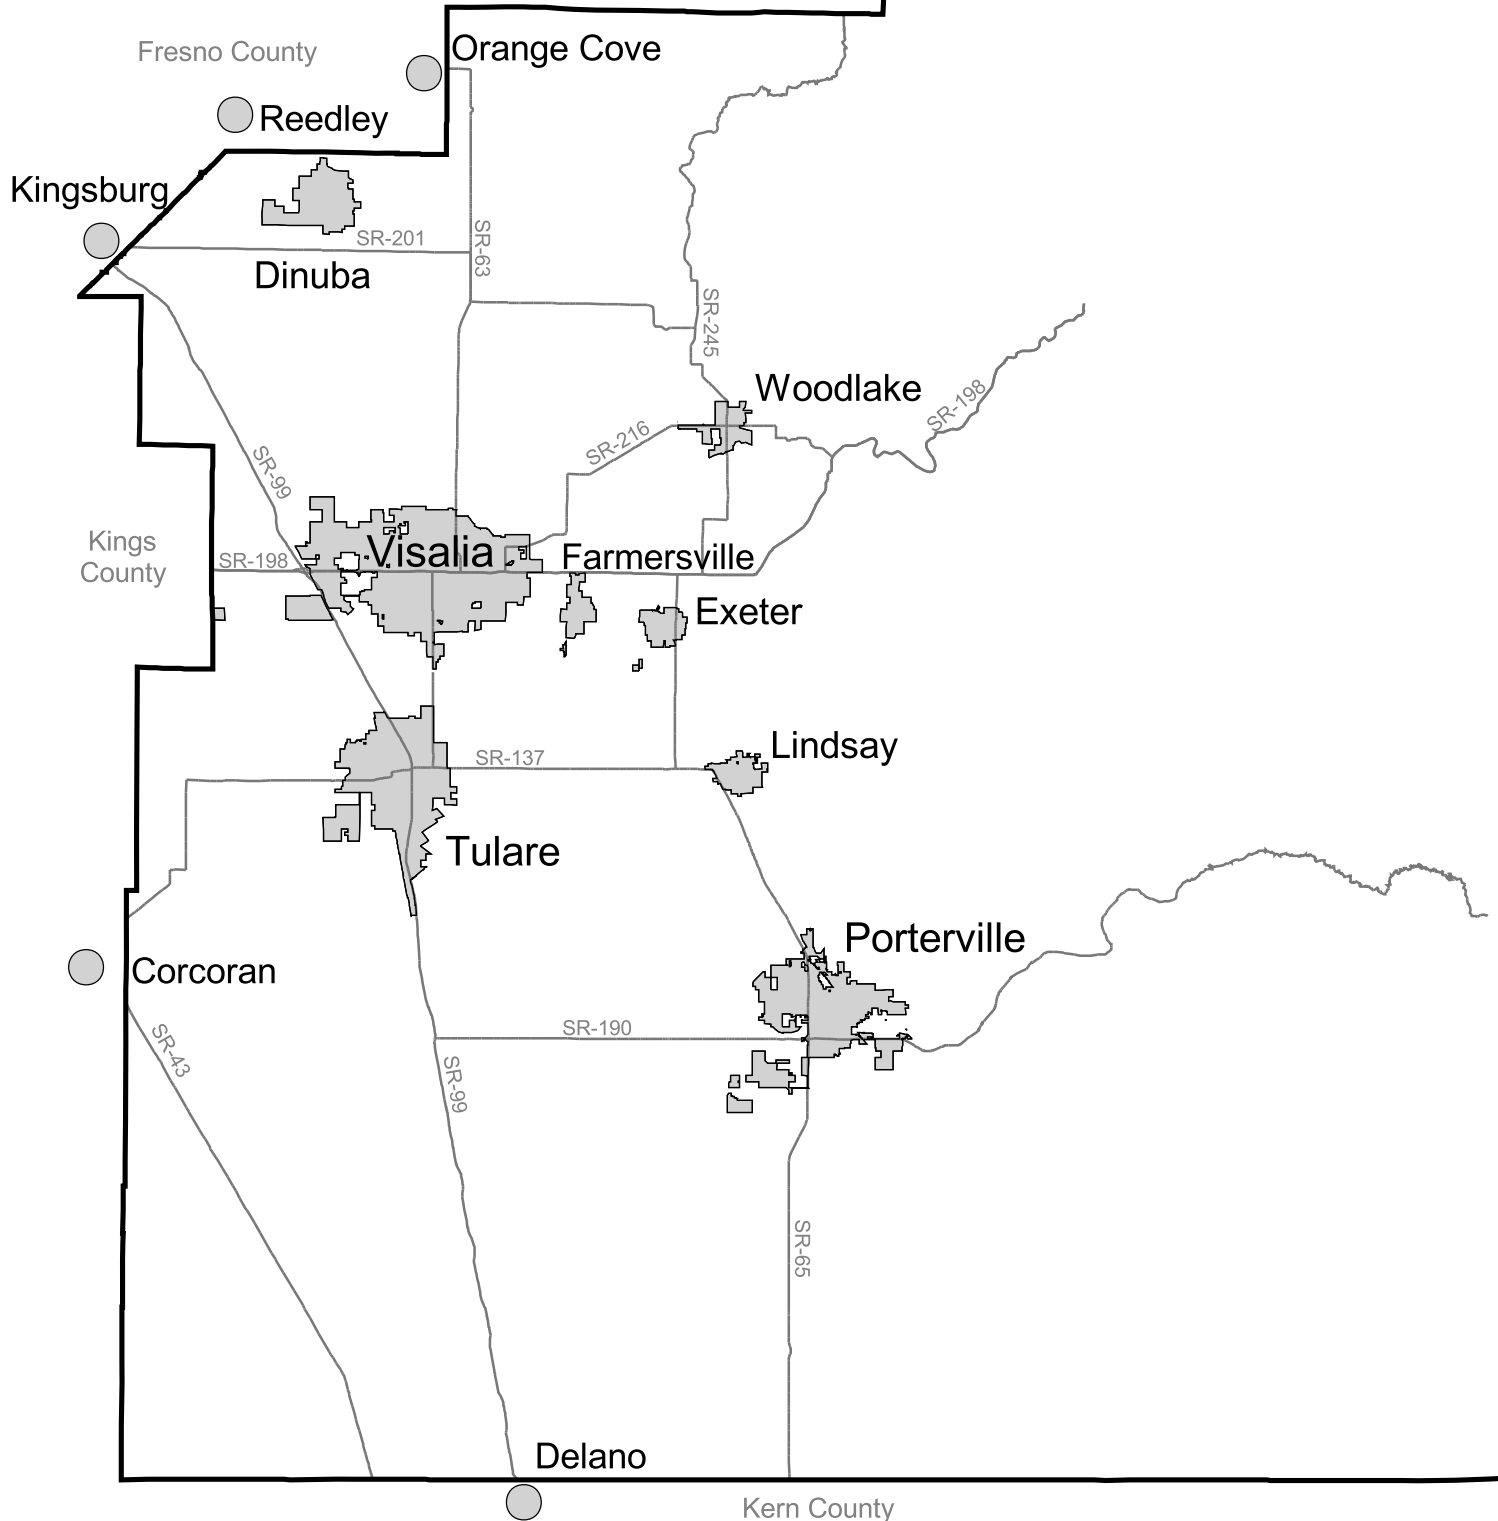 Orange Cove
Fresno County
Reedley
Kingsburg
SR-201
SR-63
Dinuba
SR-245
Woodlake
SR-198
SR-216
SR-99
Kings
County
SR-198
Visalia
Farmersville
Exeter
Lindsay
SR-137
Tulare
Porterville
Corcoran
SR-190
SR-43
SR-99
SR-65
Delano
Kern County